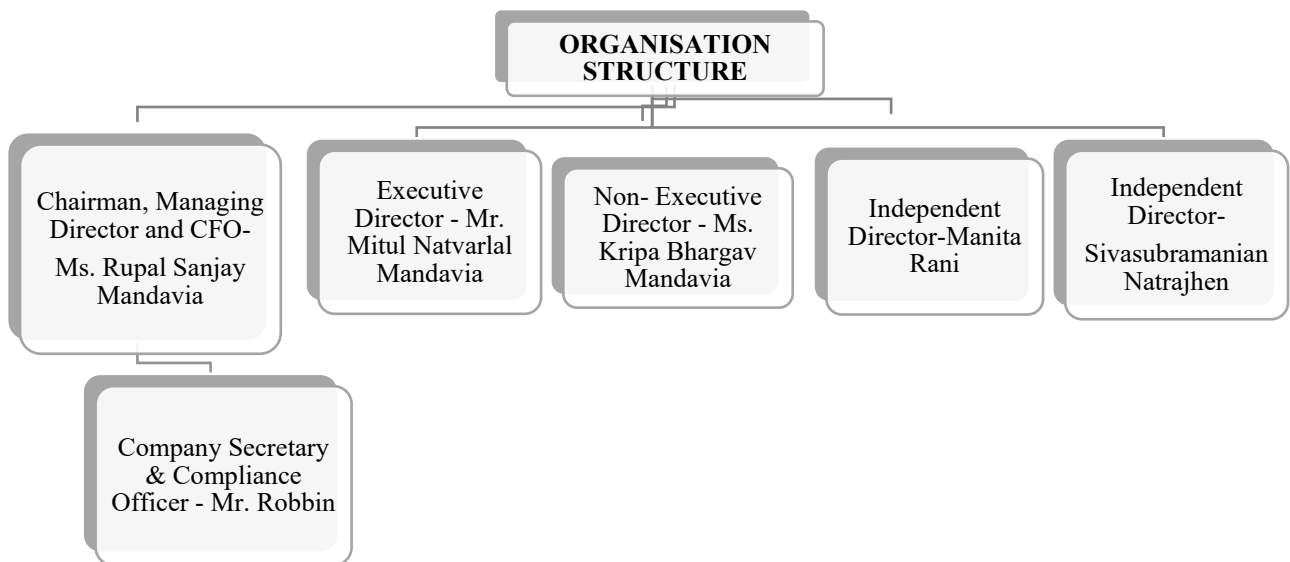 ORGANISATION
STRUCTURE
Chairman, Managing
Director and CFO-
Ms. Rupal Sanjay
Mandavia
Executive
Director - Mr.
Mitul Natvarlal
Mandavia
Non- Executive
Director - Ms.
Kripa Bhargav
Mandavia
Independent
Director-Manita
Rani
Independent
Director-
Sivasubramanian
Natrajhen
Company Secretary
& Compliance
Officer - Mr. Robbin